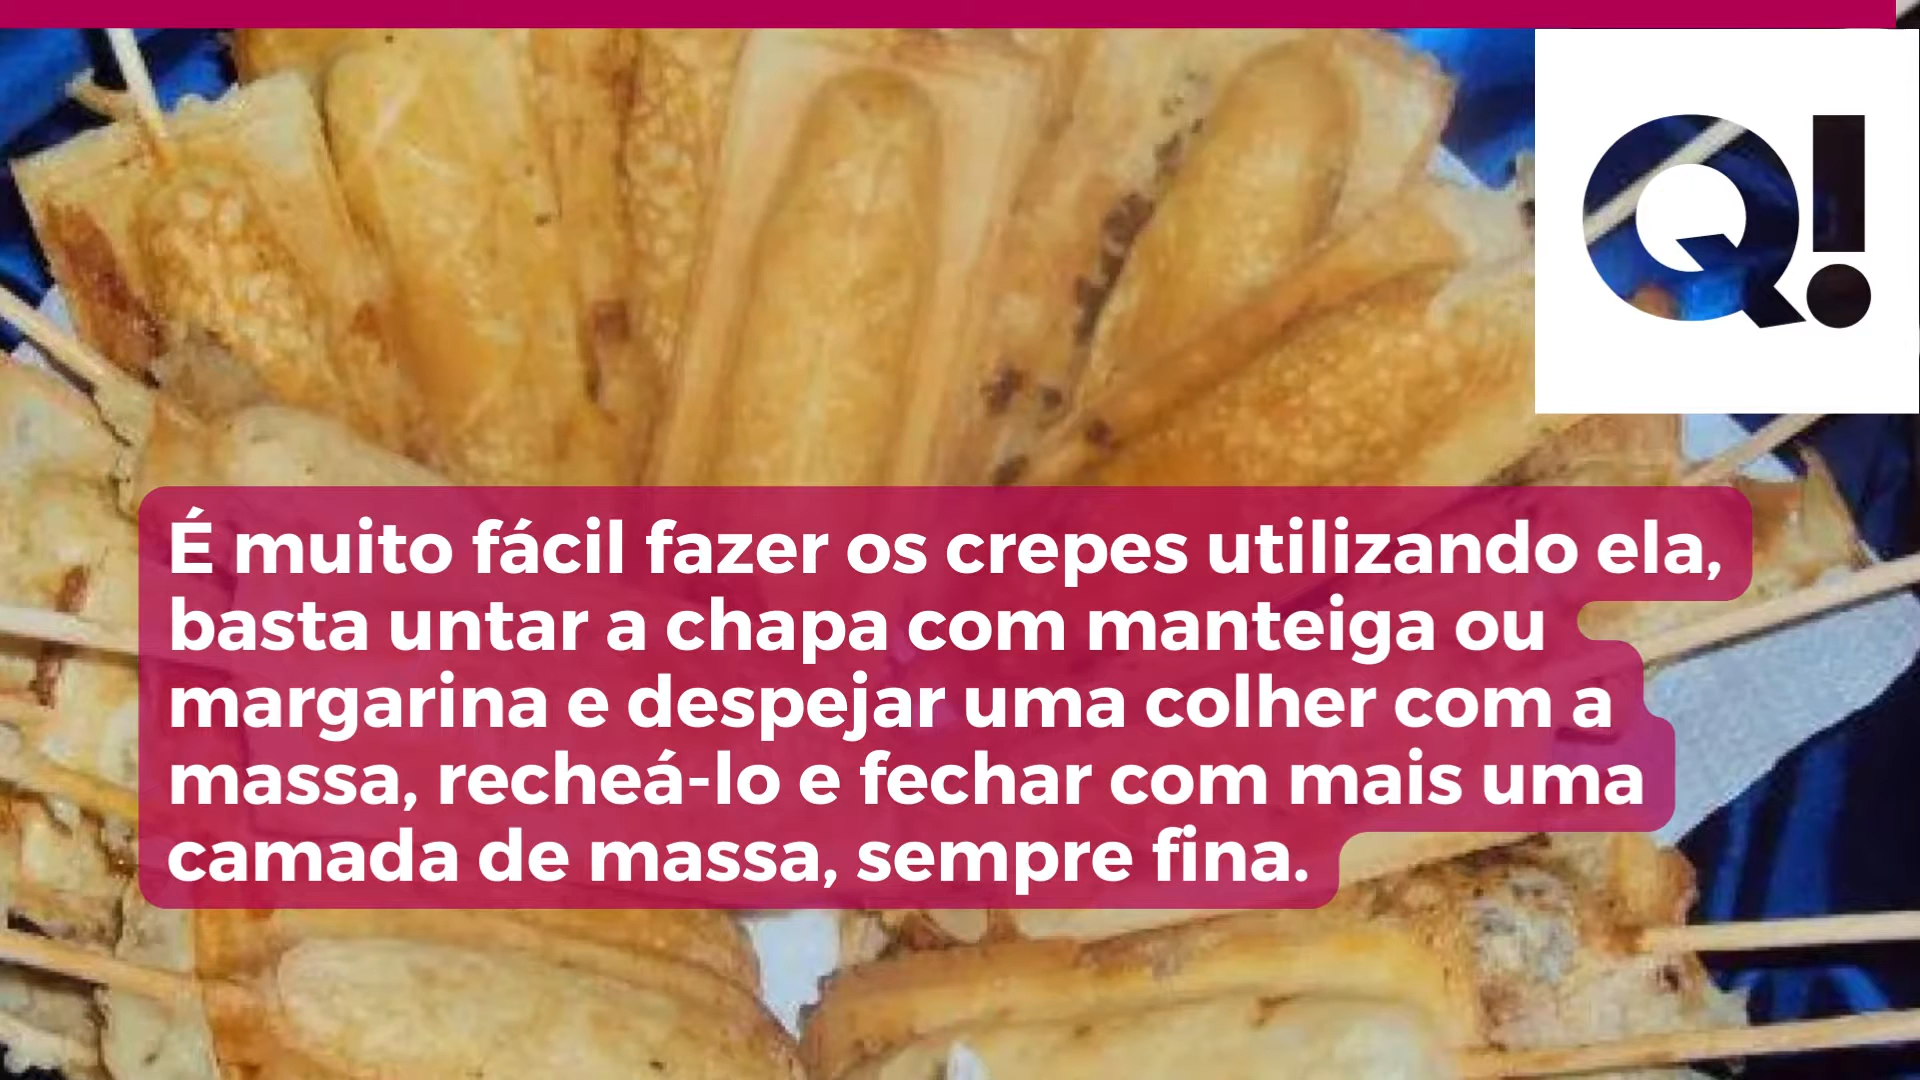 Q!
É muito fácil fazer os crepes utilizando ela,
basta untar a chapa com manteiga ou
margarina e despejar uma colher com a
massa, recheá-lo e fechar com mais uma
camada de massa, sempre fina.